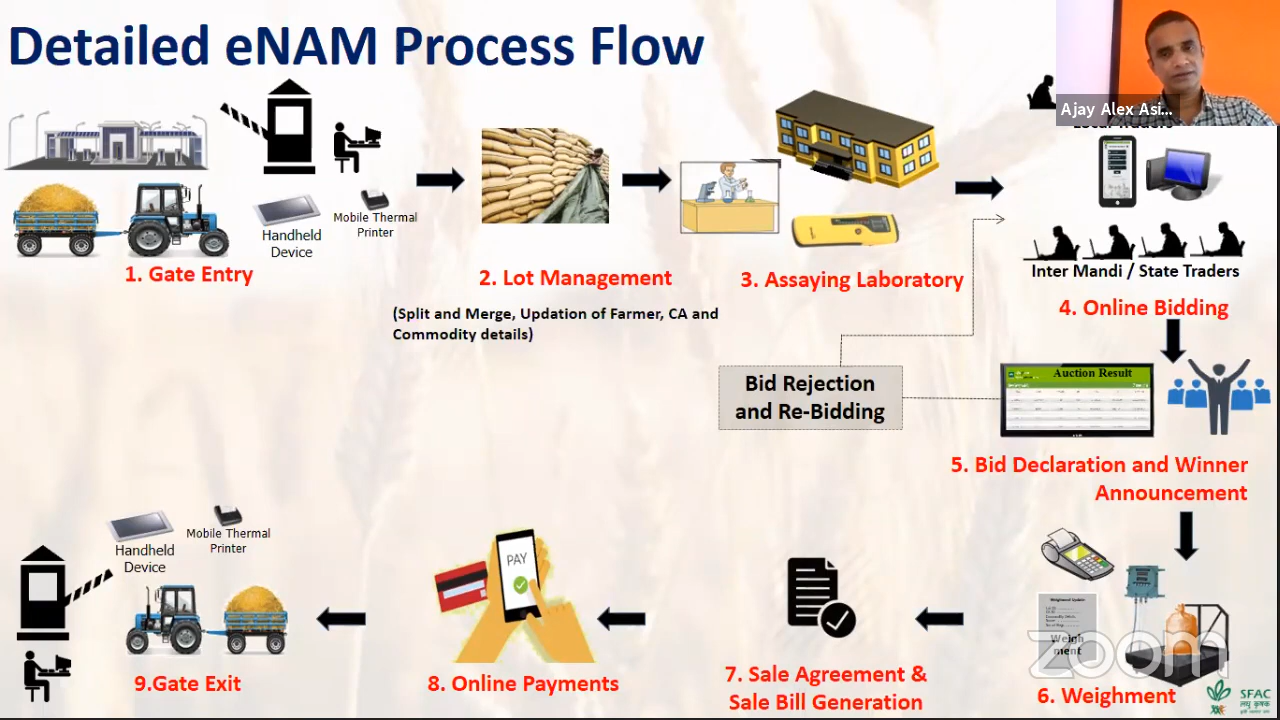 Detailed eNAM Process Flow
Ajay Alex Asi...
Handheld
Device
Mobile Thermal
Printer
1. Gate Entry
2. Lot Management
(Split and Merge, Updation of Farmer, CA and
Commodity details)
3. Assaying Laboratory
Inter Mandi / State Traders
4. Online Bidding
Bid Rejection
and Re-Bidding
Auction Result
5. Bid Declaration and Winner
Announcement
Handheld
Device
Mobile Thermal
Printer
9.Gate Exit
PAY
8. Online Payments
7. Sale Agreement &
Sale Bill Generation
Weigh
ment
6. Weighment
zoom
SFAC